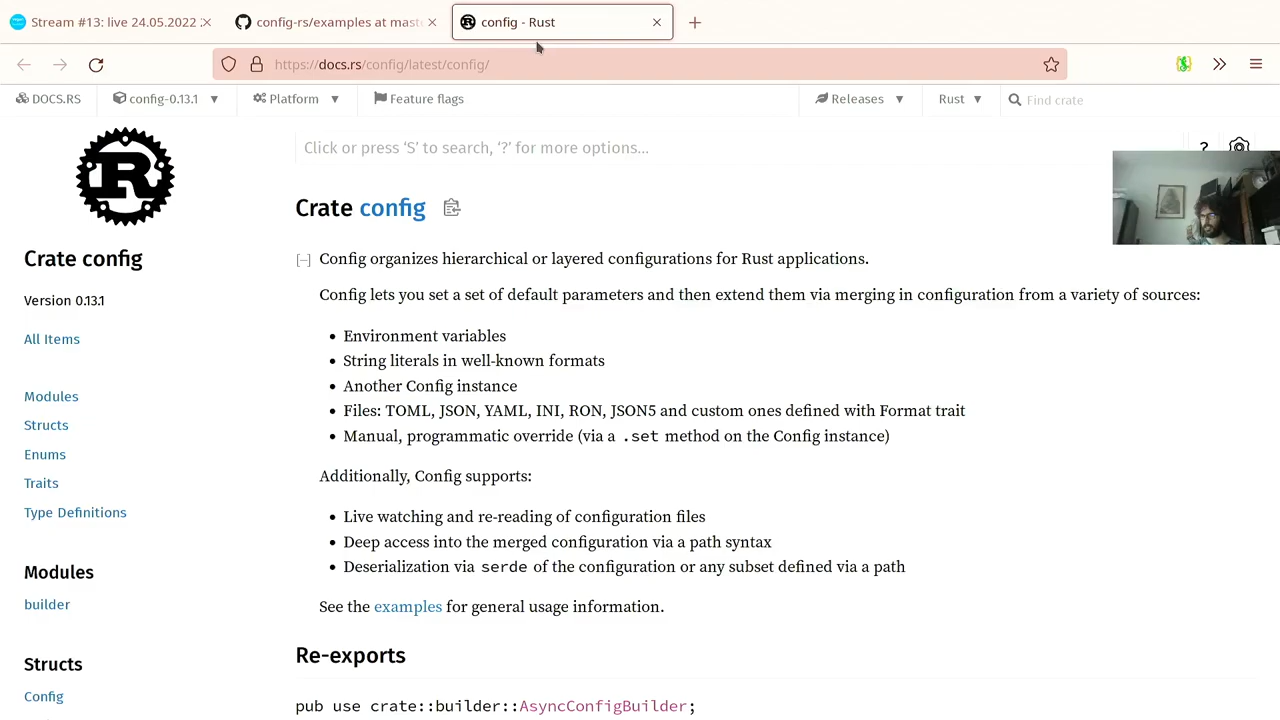 Stream #13: live 24.05.2022
config-rs/examples at mast
config - Rust
https://docs.rs/config/latest/config/
DOCS.RS config-0.13.1 Platform Feature flags Releases Rust Find crate
Click or press ‘S’ to search, ‘?’ for more options…
?
R
Crate config
Version 0.13.1
All Items
Modules
Structs
Enums
Traits
Type Definitions
Modules
builder
Structs
Config
Crate config
[−] Config organizes hierarchical or layered configurations for Rust applications.
Config lets you set a set of default parameters and then extend them via merging in configuration from a variety of sources:
• Environment variables
• String literals in well-known formats
• Another Config instance
• Files: TOML, JSON, YAML, INI, RON, JSON5 and custom ones defined with Format trait
• Manual, programmatic override (via a .set method on the Config instance)
Additionally, Config supports:
• Live watching and re-reading of configuration files
• Deep access into the merged configuration via a path syntax
• Deserialization via serde of the configuration or any subset defined via a path
See the examples for general usage information.
Re-exports
pub use crate::builder::AsyncConfigBuilder;